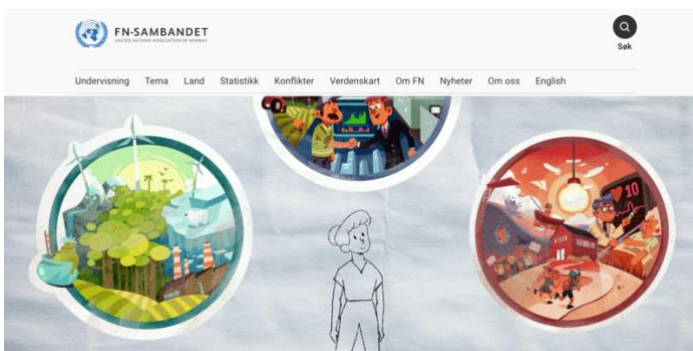 FN-SAMBANDET
UNITED NATIONS ASSOCIATION OF NORWAY
Søk
Undervisning Tema Land Statistikk Konflikter Verdenskart Om FN Nyheter Om oss English
10